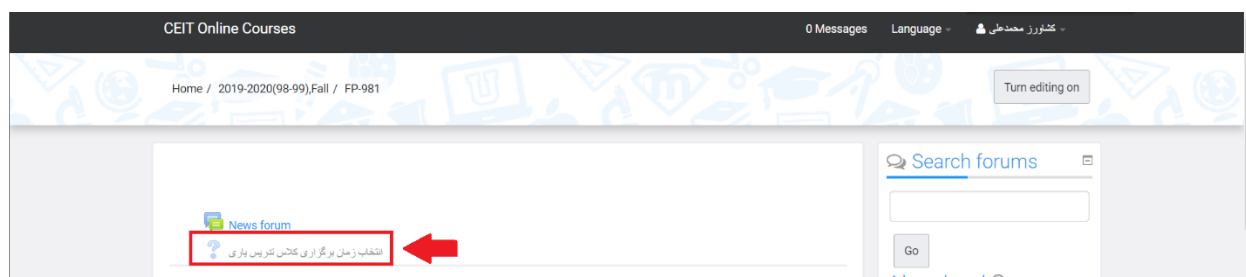 CEIT Online Courses
0 Messages
Language
کشاورز محمدعلی
Home / 2019-2020(98-99),Fall / FP-981
Turn editing on
Search forums
News forum
انتخاب زمان برگزاری کلاس تدریس یاری
Go